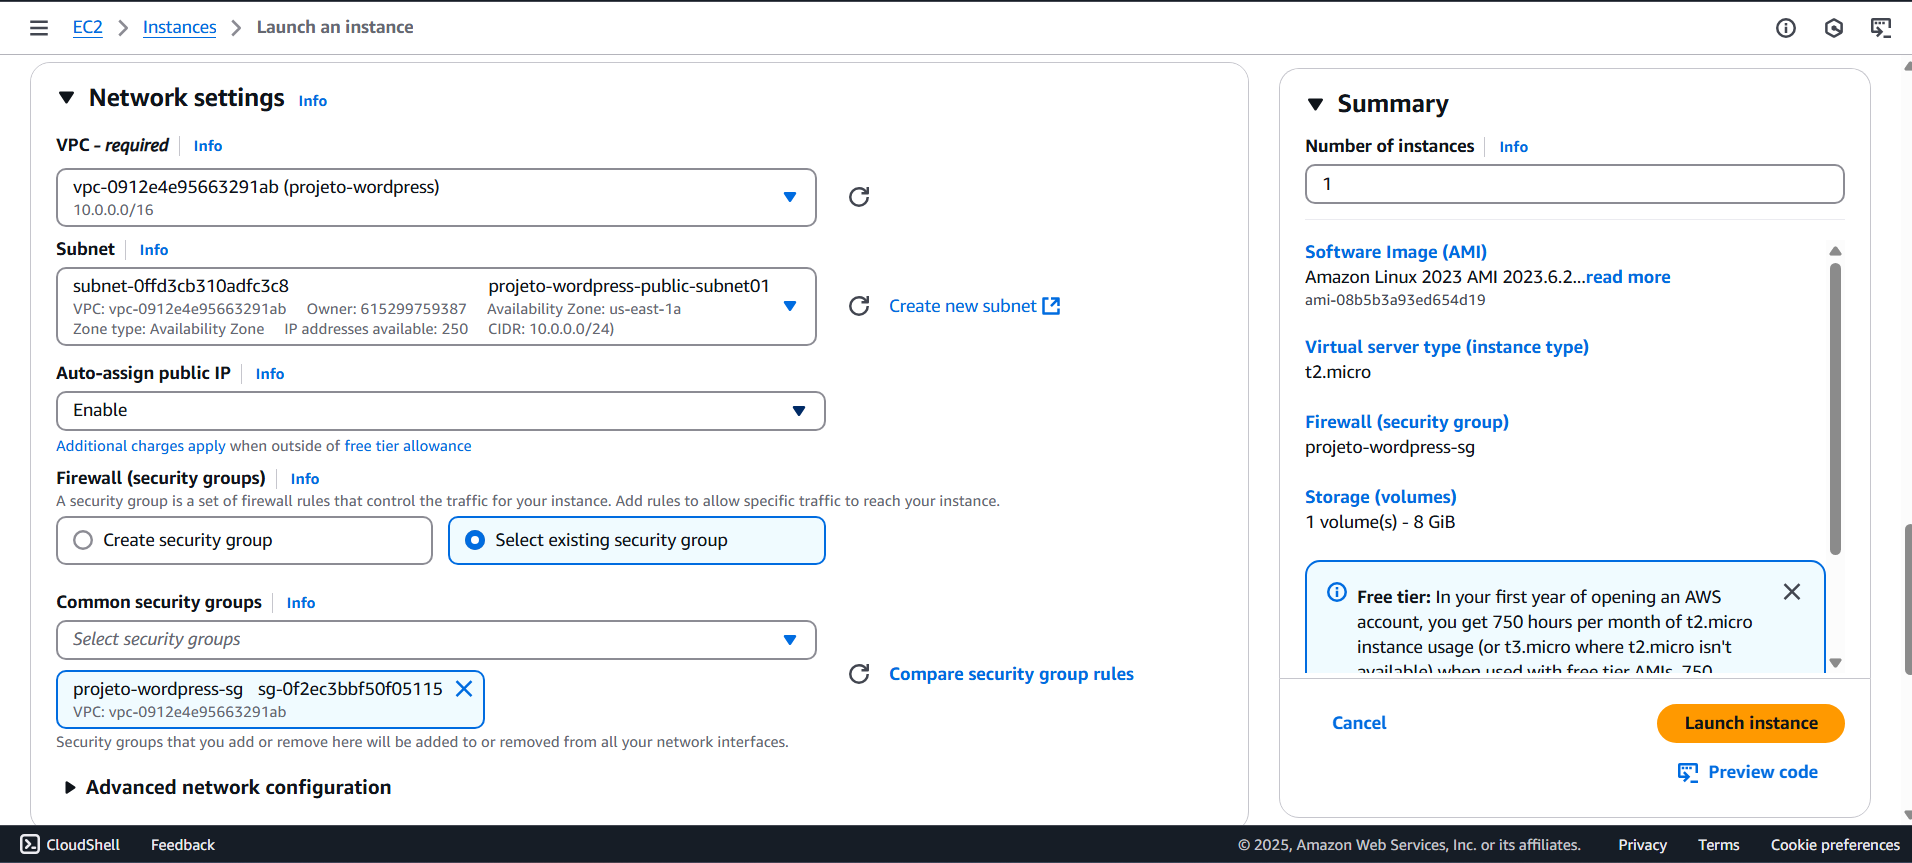 EC2 > Instances > Launch an instance
Network settings Info
VPC - required Info
vpc-0912e4e95663291ab (projeto-wordpress)
10.0.0.0/16
Subnet Info
subnet-0ffd3cb310adfc3c8 projeto-wordpress-public-subnet01
VPC: vpc-0912e4e95663291ab Owner: 615299759387 Availability Zone: us-east-1a
Zone type: Availability Zone IP addresses available: 250 CIDR: 10.0.0.0/24)
Create new subnet
Auto-assign public IP Info
Enable
Additional charges apply when outside of free tier allowance
Firewall (security groups) Info
A security group is a set of firewall rules that control the traffic for your instance. Add rules to allow specific traffic to reach your instance.
Create security group Select existing security group
Common security groups Info
Select security groups
projeto-wordpress-sg sg-0f2ec3bbf50f05115
VPC: vpc-0912e4e95663291ab
Compare security group rules
Security groups that you add or remove here will be added to or removed from all your network interfaces.
Advanced network configuration
Summary
Number of instances Info
1
Software Image (AMI)
Amazon Linux 2023 AMI 2023.6.2...read more
ami-08b5b3a93ed654d19
Virtual server type (instance type)
t2.micro
Firewall (security group)
projeto-wordpress-sg
Storage (volumes)
1 volume(s) - 8 GiB
Free tier: In your first year of opening an AWS
account, you get 750 hours per month of t2.micro
instance usage (or t3.micro where t2.micro isn't
available) when used with free tier AMIs, 750
Cancel Launch instance
Preview code
CloudShell Feedback © 2025, Amazon Web Services, Inc. or its affiliates. Privacy Terms Cookie preferences